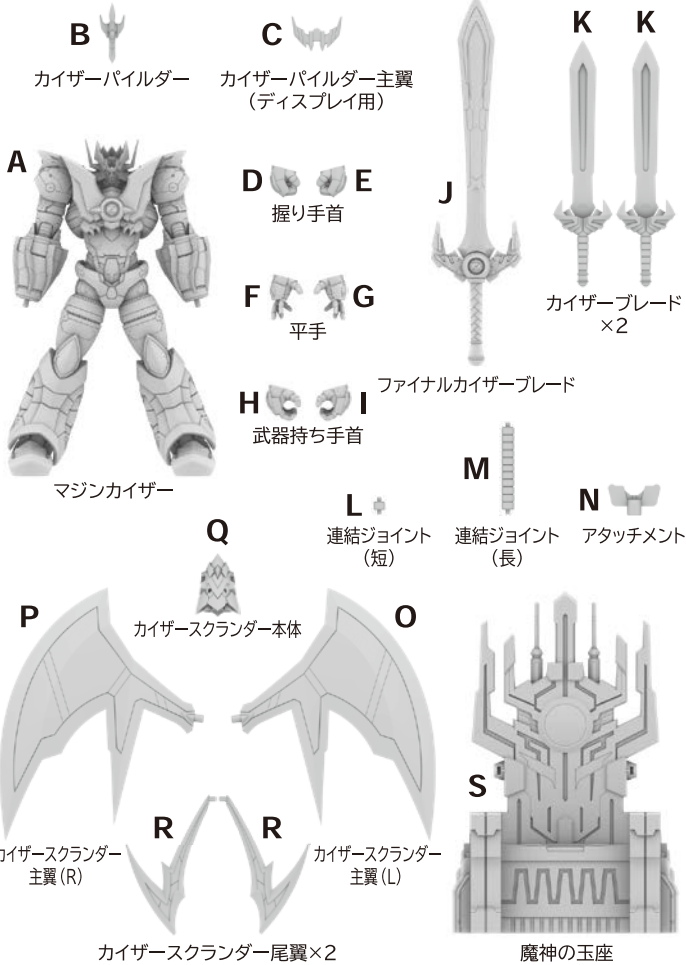 B
カイザーパイルダー
C
カイザーパイルダー主翼
（ディスプレイ用）
K K
A
マジンカイザー
D E
握り手首
F G
平手
H I
武器持ち手首
J
ファイナルカイザーブレード
カイザーブレード
×2
L
連結ジョイント
（短）
M
連結ジョイント
（長）
N
アタッチメント
Q
カイザースクランダー本体
P
カイザースクランダー
主翼（R）
O
カイザースクランダー
主翼（L）
R R
カイザースクランダー尾翼×2
S
魔神の玉座